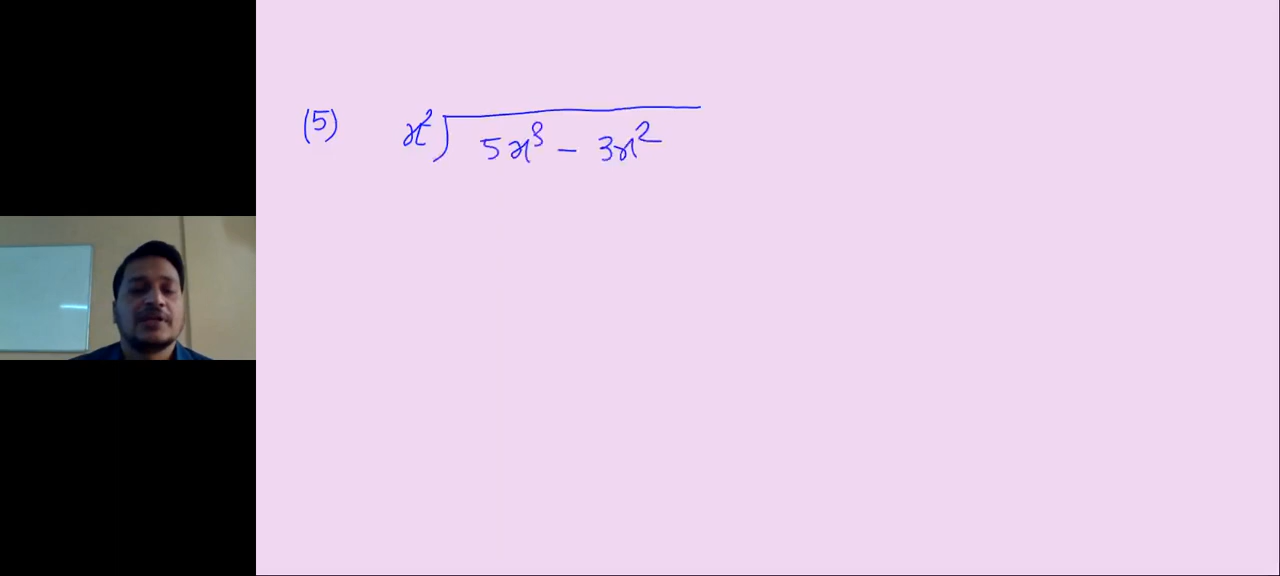 (5) x² ) 5x³ - 3x²